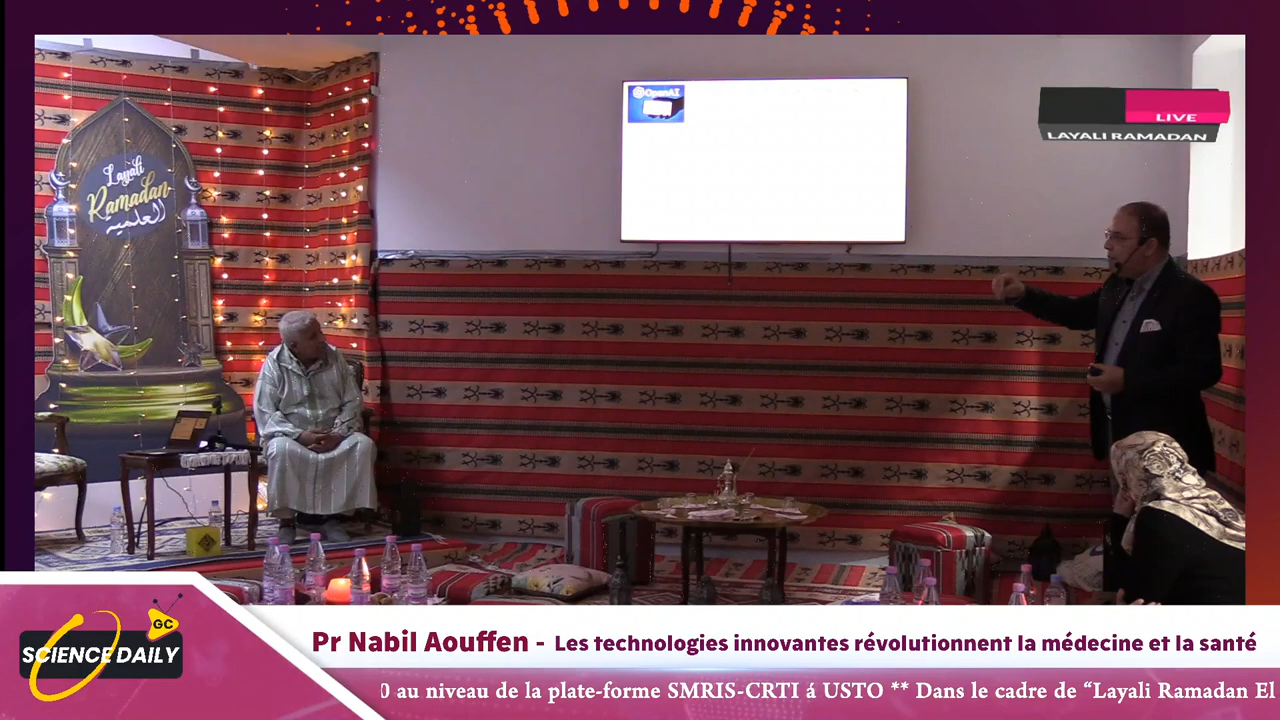 OpenAI
LIVE
LAYALI RAMADAN
Layali
Ramadan
العلمية
GC
SCIENCE DAILY
Pr Nabil Aouffen - Les technologies innovantes révolutionnent la médecine et la santé
0 au niveau de la plate-forme SMRIS-CRTI á USTO ** Dans le cadre de “Layali Ramadan El